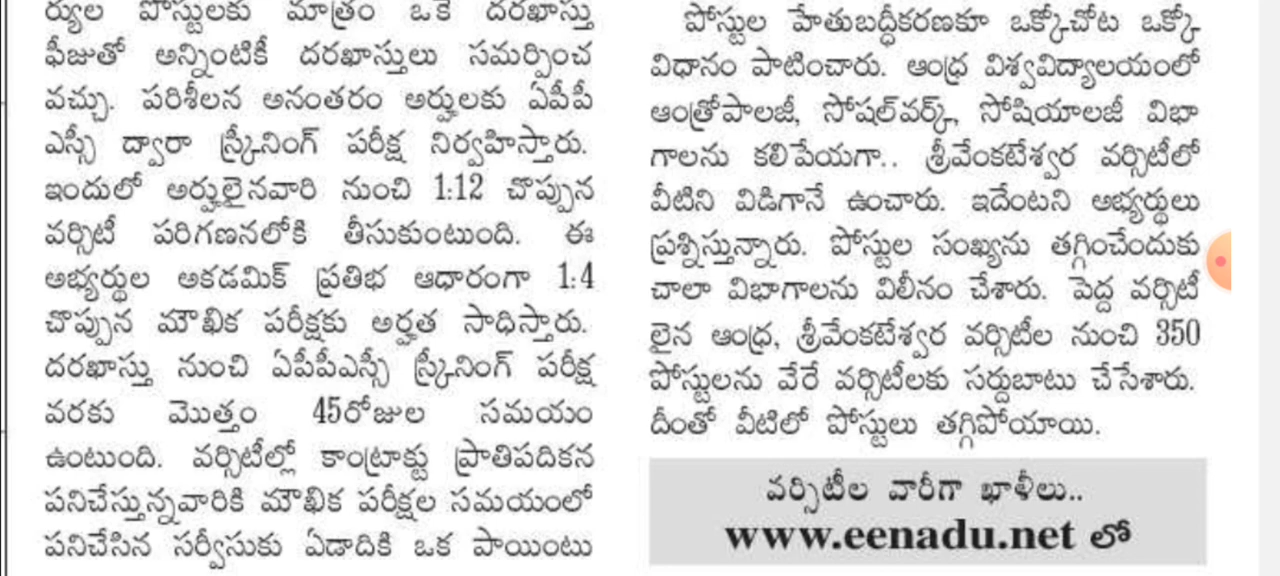 ర్యుల పోస్టులకు మాత్రం ఒకే దరఖాస్తు
ఫీజుతో అన్నింటికీ దరఖాస్తులు సమర్పించ
వచ్చు. పరిశీలన అనంతరం అర్హులకు ఏపీపీ
ఎస్సీ ద్వారా స్క్రీనింగ్ పరీక్ష నిర్వహిస్తారు.
ఇందులో అర్హులైనవారి నుంచి 1:12 చొప్పున
వర్సిటీ పరిగణనలోకి తీసుకుంటుంది. ఈ
అభ్యర్థుల అకడమిక్ ప్రతిభ ఆధారంగా 1:4
చొప్పున మౌఖిక పరీక్షకు అర్హత సాధిస్తారు.
దరఖాస్తు నుంచి ఏపీపీఎస్సీ స్క్రీనింగ్ పరీక్ష
వరకు మొత్తం 45రోజుల సమయం
ఉంటుంది. వర్సిటీల్లో కాంట్రాక్టు ప్రాతిపదికన
పనిచేస్తున్నవారికి మౌఖిక పరీక్షల సమయంలో
పనిచేసిన సర్వీసుకు ఏడాదికి ఒక పాయింటు
పోస్టుల హేతుబద్ధీకరణకూ ఒక్కోచోట ఒక్కో
విధానం పాటించారు. ఆంధ్ర విశ్వవిద్యాలయంలో
ఆంత్రోపాలజీ, సోషల్‌వర్క్, సోషియాలజీ విభా
గాలను కలిపేయగా.. శ్రీవేంకటేశ్వర వర్సిటీలో
వీటిని విడిగానే ఉంచారు. ఇదేంటని అభ్యర్థులు
ప్రశ్నిస్తున్నారు. పోస్టుల సంఖ్యను తగ్గించేందుకు
చాలా విభాగాలను విలీనం చేశారు. పెద్ద వర్సిటీ
లైన ఆంధ్ర, శ్రీవేంకటేశ్వర వర్సిటీల నుంచి 350
పోస్టులను వేరే వర్సిటీలకు సర్దుబాటు చేసేశారు.
దీంతో వీటిలో పోస్టులు తగ్గిపోయాయి.
వర్సిటీల వారీగా ఖాళీలు..
www.eenadu.net లో